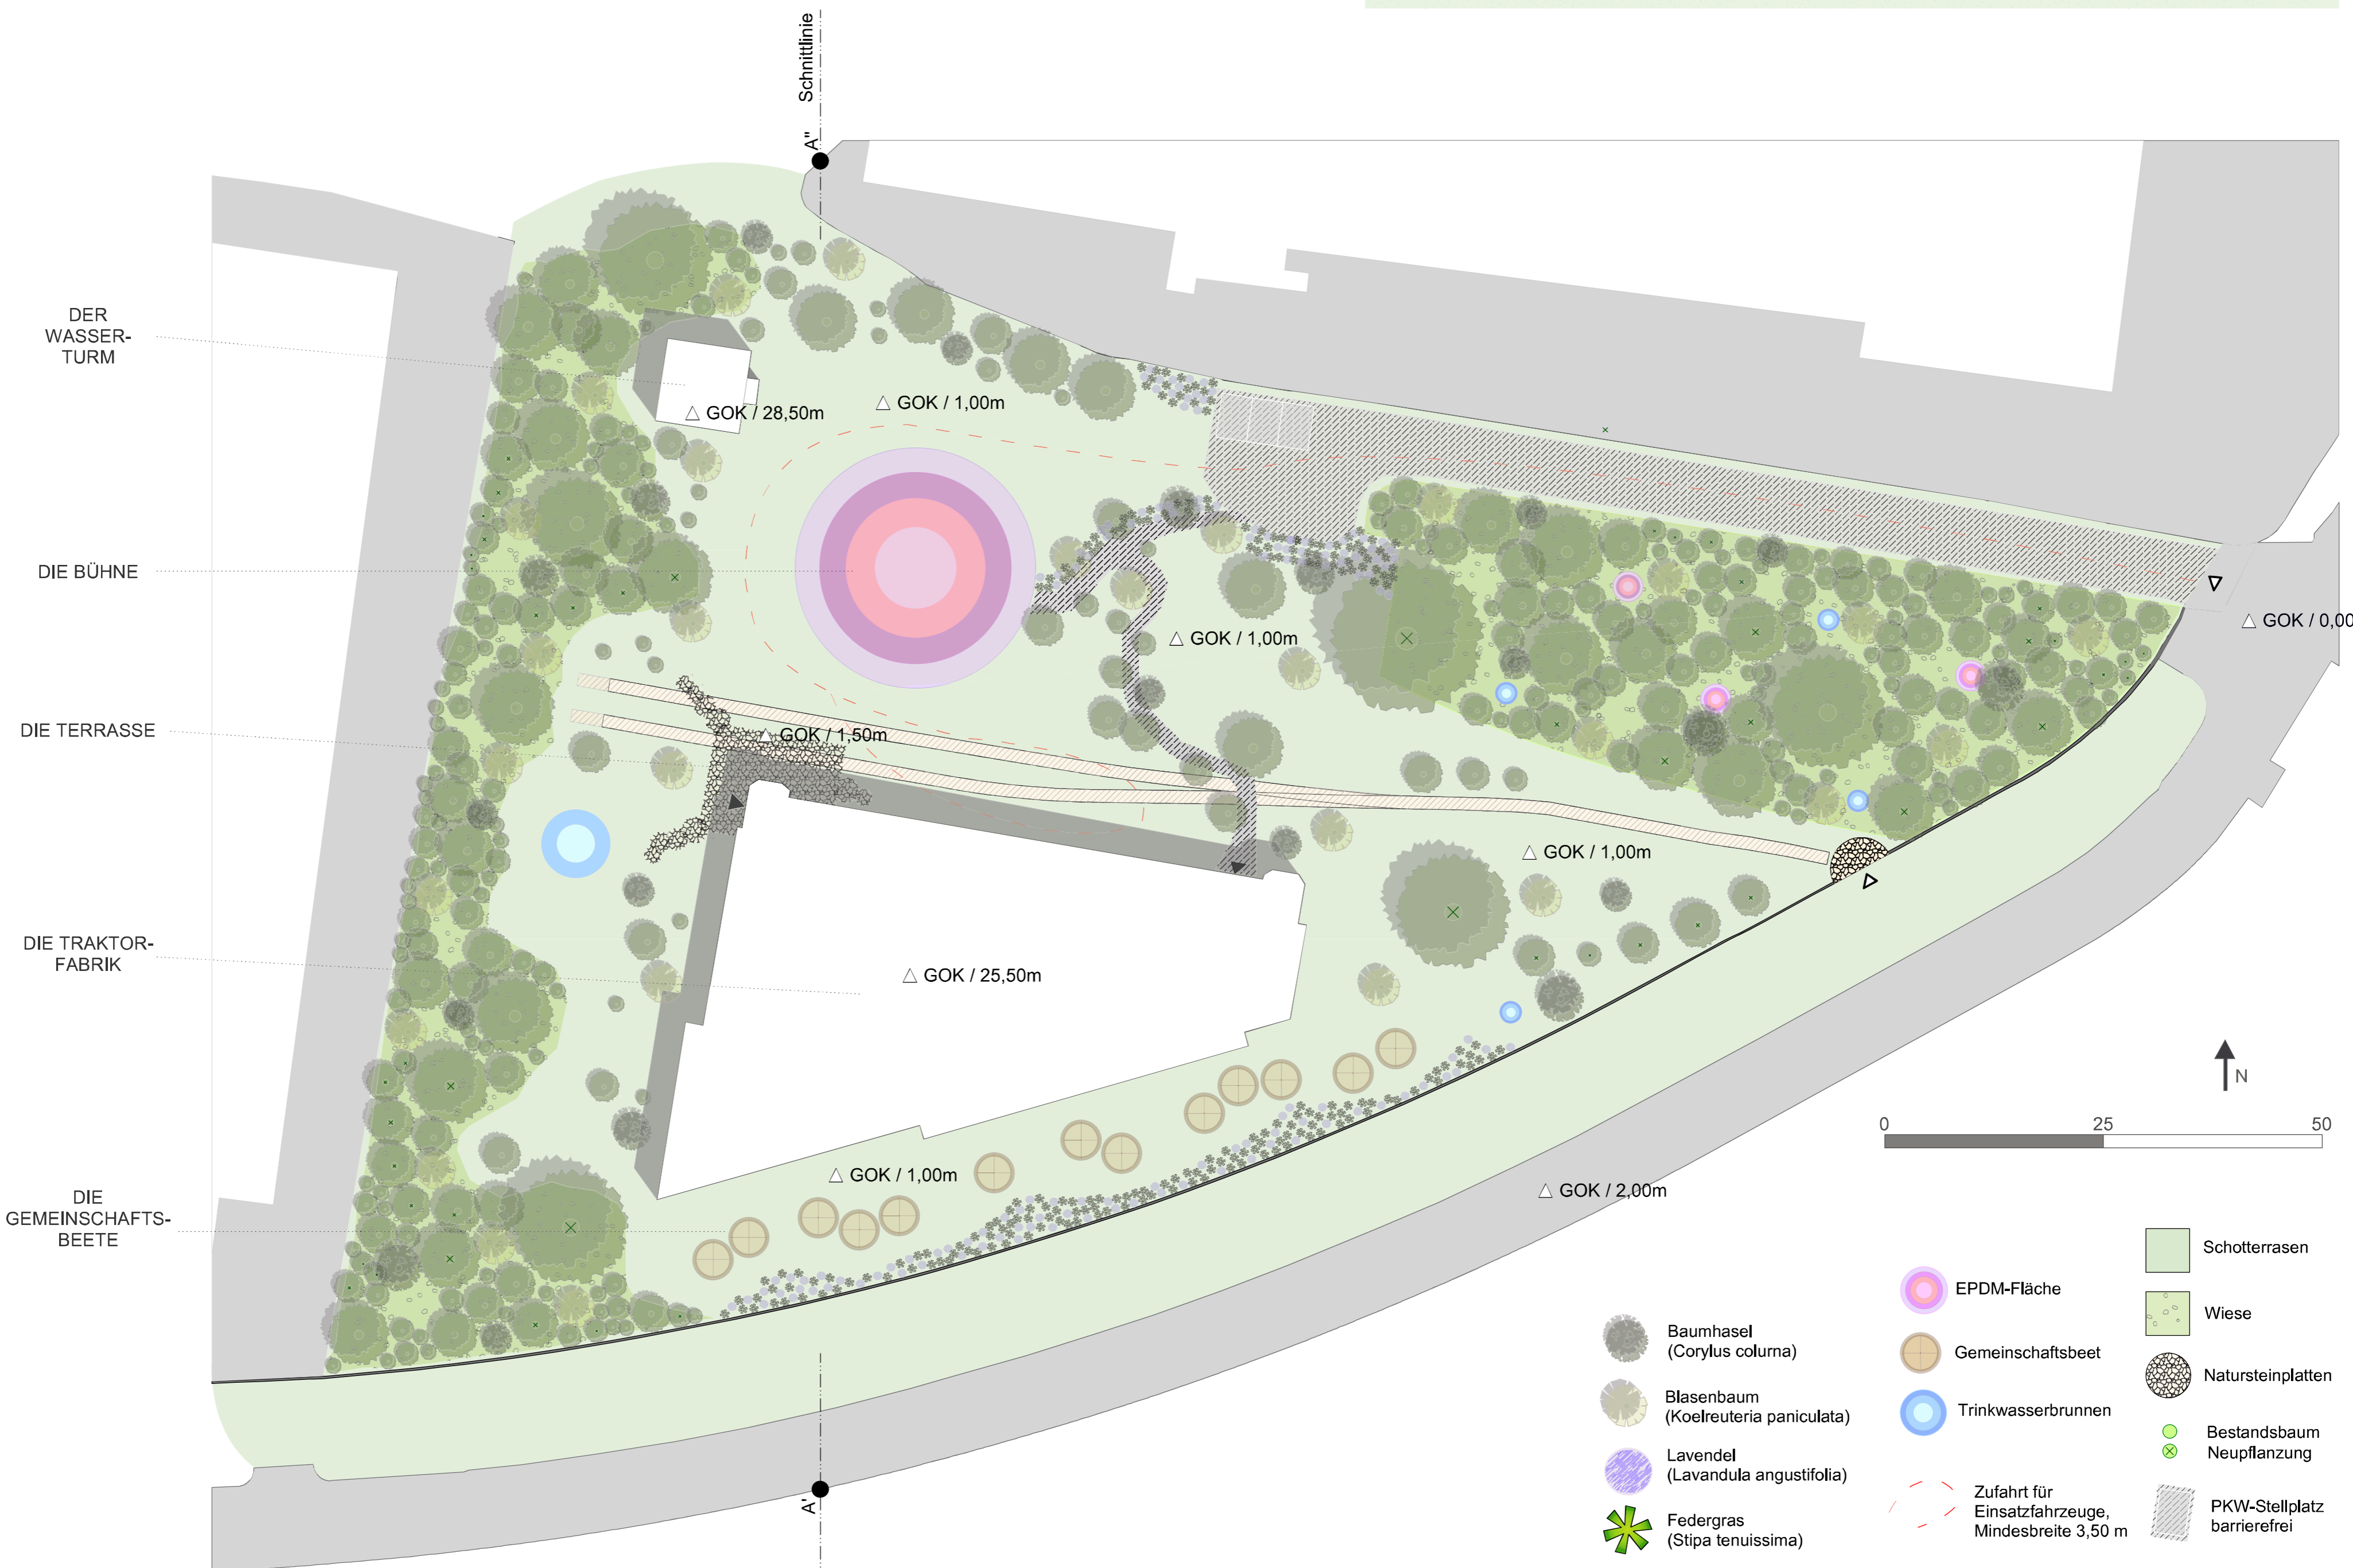 Schnittlinie
A"
DER
WASSER-
TURM
GOK / 28,50m
GOK / 1,00m
DIE BÜHNE
GOK / 1,00m
GOK / 0,00
DIE TERRASSE
GOK / 1,50m
GOK / 1,00m
DIE TRAKTOR-
FABRIK
GOK / 25,50m
N
0 25 50
GOK / 1,00m
GOK / 2,00m
DIE
GEMEINSCHAFTS-
BEETE
A'
Baumhasel
(Corylus colurna)
Blasenbaum
(Koelreuteria paniculata)
Lavendel
(Lavandula angustifolia)
Federgras
(Stipa tenuissima)
EPDM-Fläche
Gemeinschaftsbeet
Trinkwasserbrunnen
Zufahrt für
Einsatzfahrzeuge,
Mindesbreite 3,50 m
Schotterrasen
Wiese
Natursteinplatten
Bestandsbaum
Neupflanzung
PKW-Stellplatz
barrierefrei